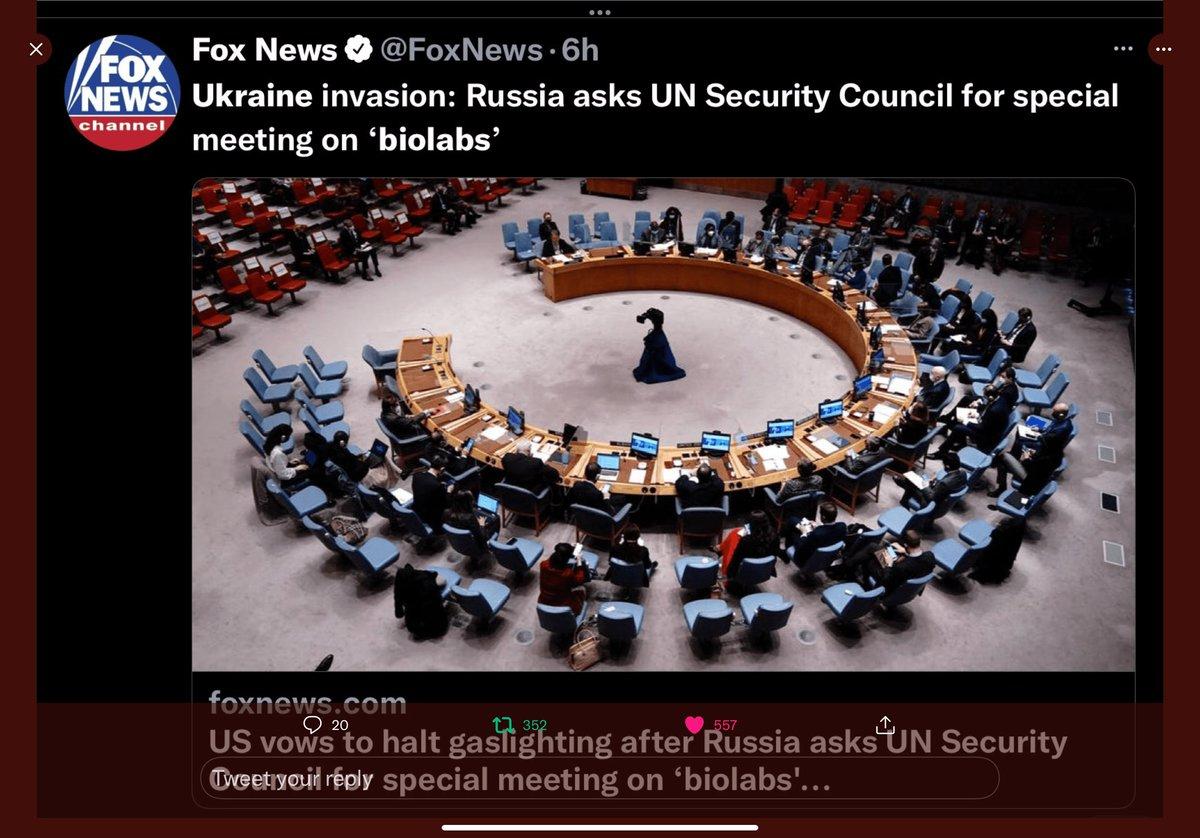 Fox News @FoxNews · 6h
FOX
NEWS
channel
Ukraine invasion: Russia asks UN Security Council for special
meeting on ‘biolabs’
foxnews.com
20 352 557
US vows to halt gaslighting after Russia asks UN Security
Council for special meeting on ‘biolabs'...
Tweet your reply